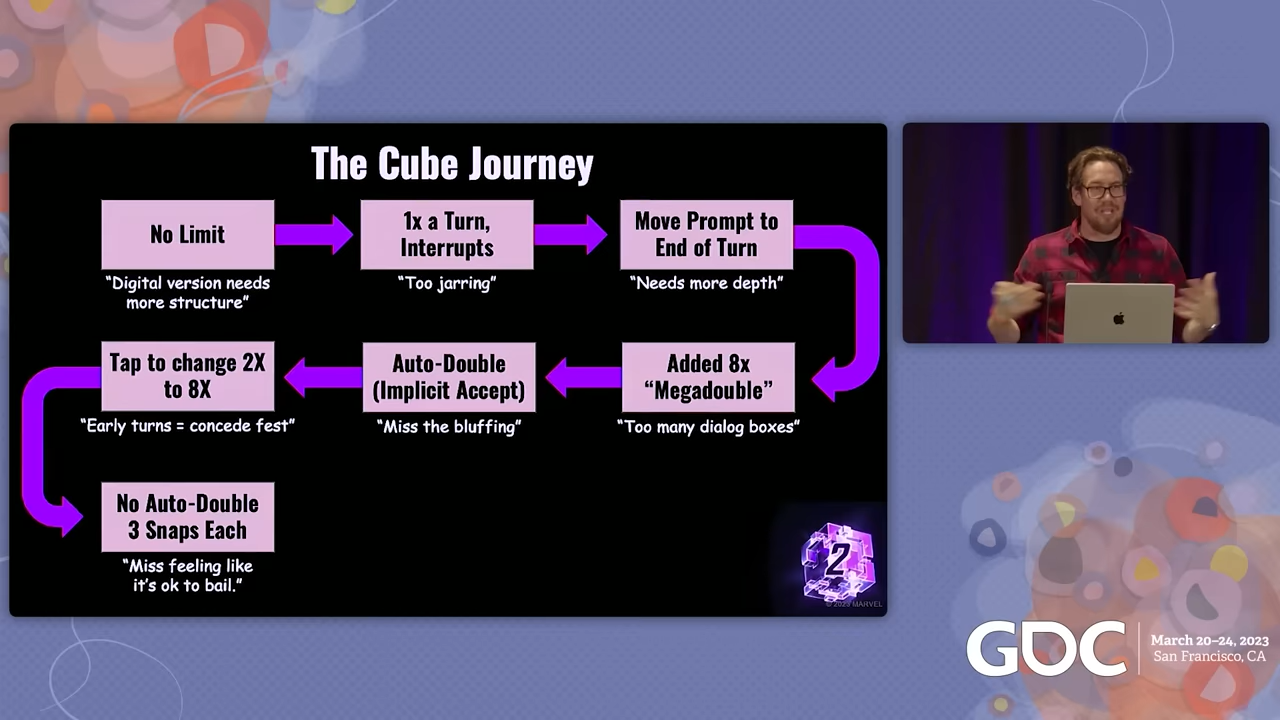 The Cube Journey
No Limit
"Digital version needs
more structure"
1x a Turn,
Interrupts
"Too jarring"
Move Prompt to
End of Turn
"Needs more depth"
Added 8x
"Megadouble"
"Too many dialog boxes"
Auto-Double
(Implicit Accept)
"Miss the bluffing"
Tap to change 2X
to 8X
"Early turns = concede fest"
No Auto-Double
3 Snaps Each
"Miss feeling like
it's ok to bail."
2
© 2023 MARVEL
GDC
March 20–24, 2023
San Francisco, CA